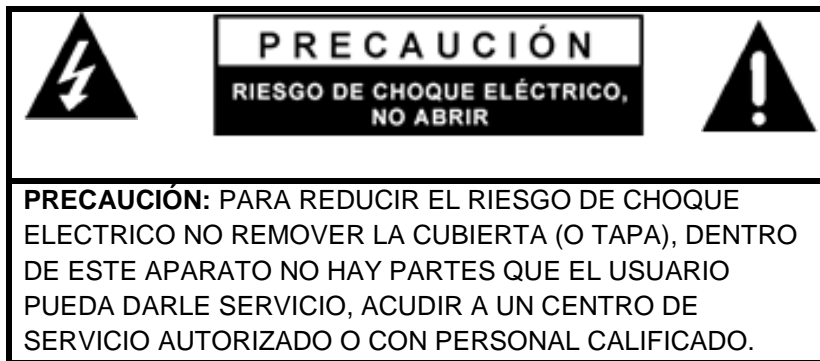 PRECAUCIÓN
RIESGO DE CHOQUE ELÉCTRICO,
NO ABRIR
PRECAUCIÓN: PARA REDUCIR EL RIESGO DE CHOQUE
ELECTRICO NO REMOVER LA CUBIERTA (O TAPA), DENTRO
DE ESTE APARATO NO HAY PARTES QUE EL USUARIO
PUEDA DARLE SERVICIO, ACUDIR A UN CENTRO DE
SERVICIO AUTORIZADO O CON PERSONAL CALIFICADO.